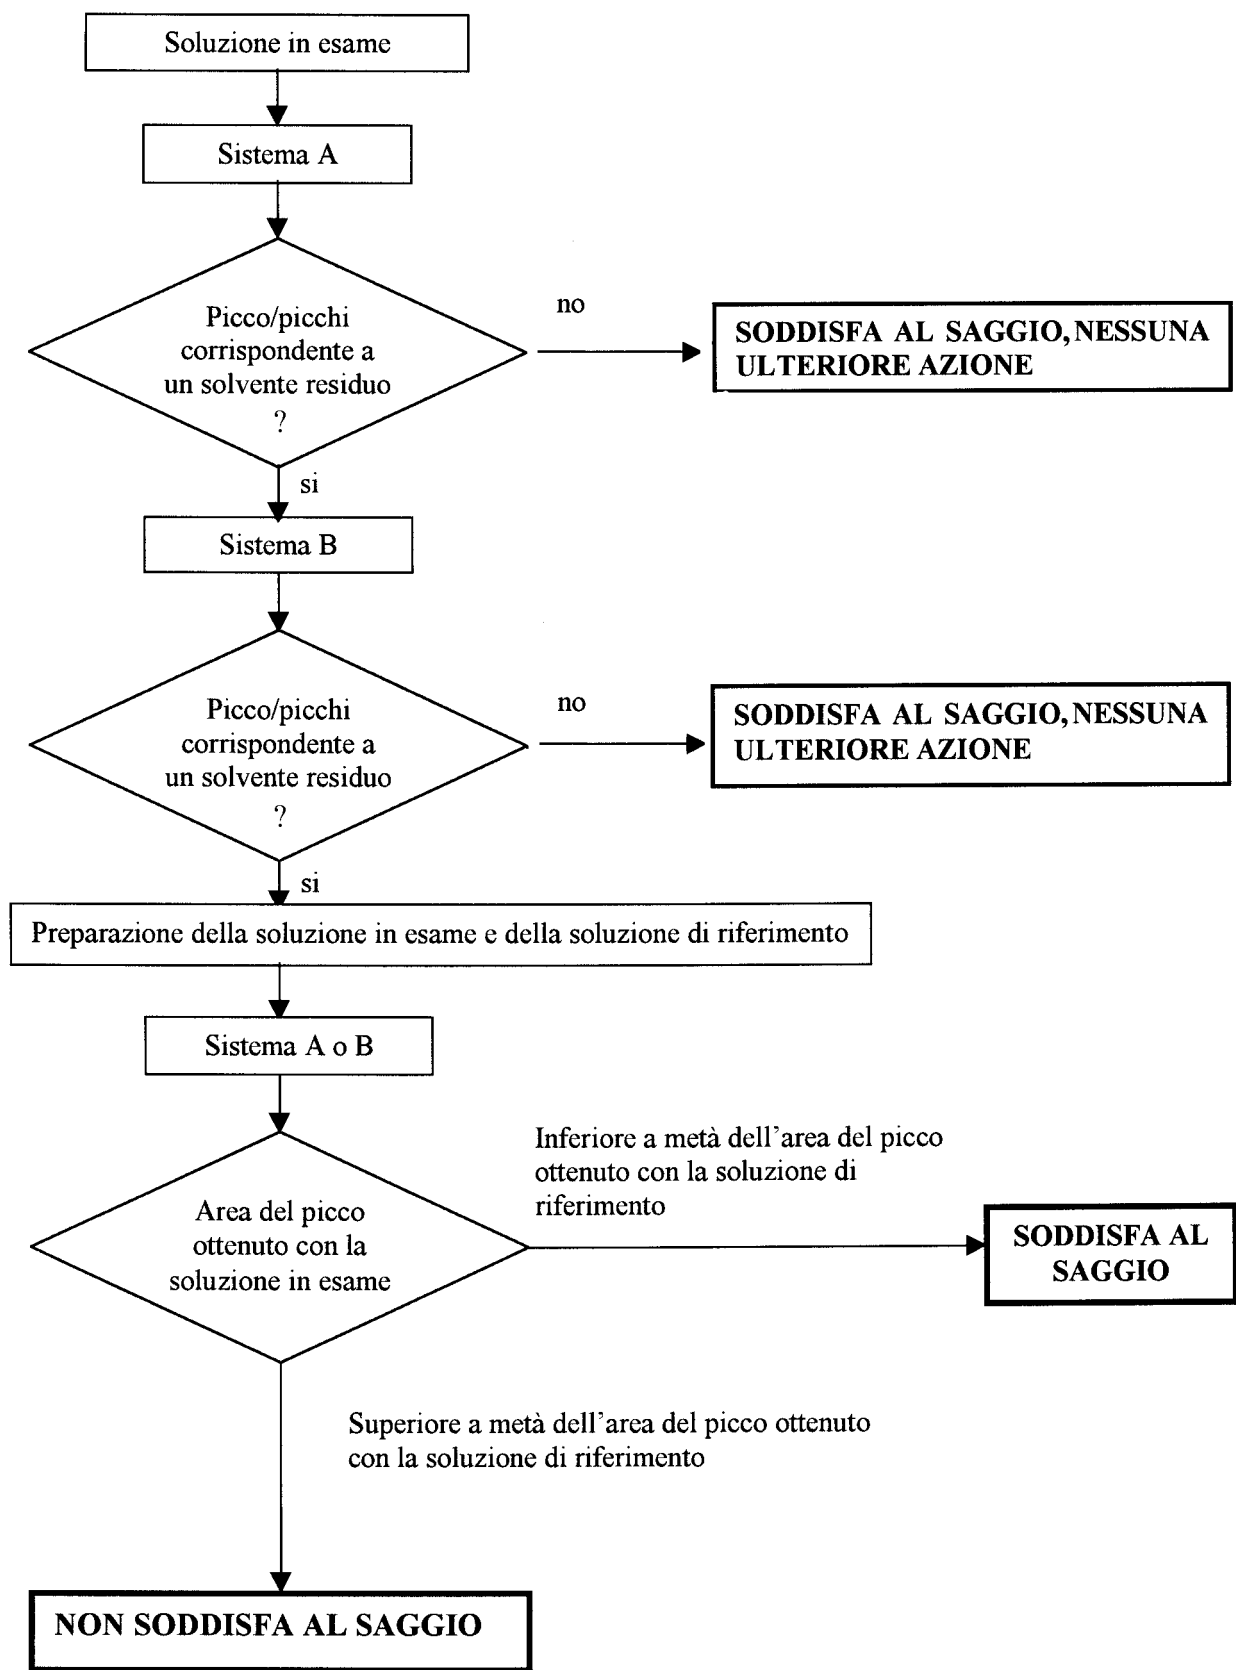 Soluzione in esame
Sistema A
Picco/picchi
corrispondente a
un solvente residuo
?
no
SODDISFA AL SAGGIO, NESSUNA
ULTERIORE AZIONE
si
Sistema B
Picco/picchi
corrispondente a
un solvente residuo
?
no
SODDISFA AL SAGGIO, NESSUNA
ULTERIORE AZIONE
si
Preparazione della soluzione in esame e della soluzione di riferimento
Sistema A o B
Inferiore a metà dell'area del picco
ottenuto con la soluzione di
riferimento
Area del picco
ottenuto con la
soluzione in esame
SODDISFA AL
SAGGIO
Superiore a metà dell'area del picco ottenuto
con la soluzione di riferimento
NON SODDISFA AL SAGGIO